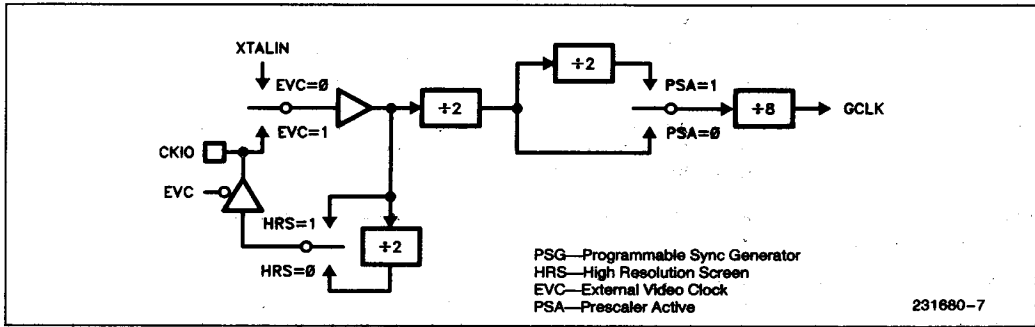 XTALIN
EVC=Ø
EVC=1
÷2
÷2
PSA=1
PSA=Ø
÷8
GCLK
CKIO
EVC
HRS=1
÷2
HRS=Ø
PSG—Programmable Sync Generator
HRS—High Resolution Screen
EVC—External Video Clock
PSA—Prescaler Active
231680-7